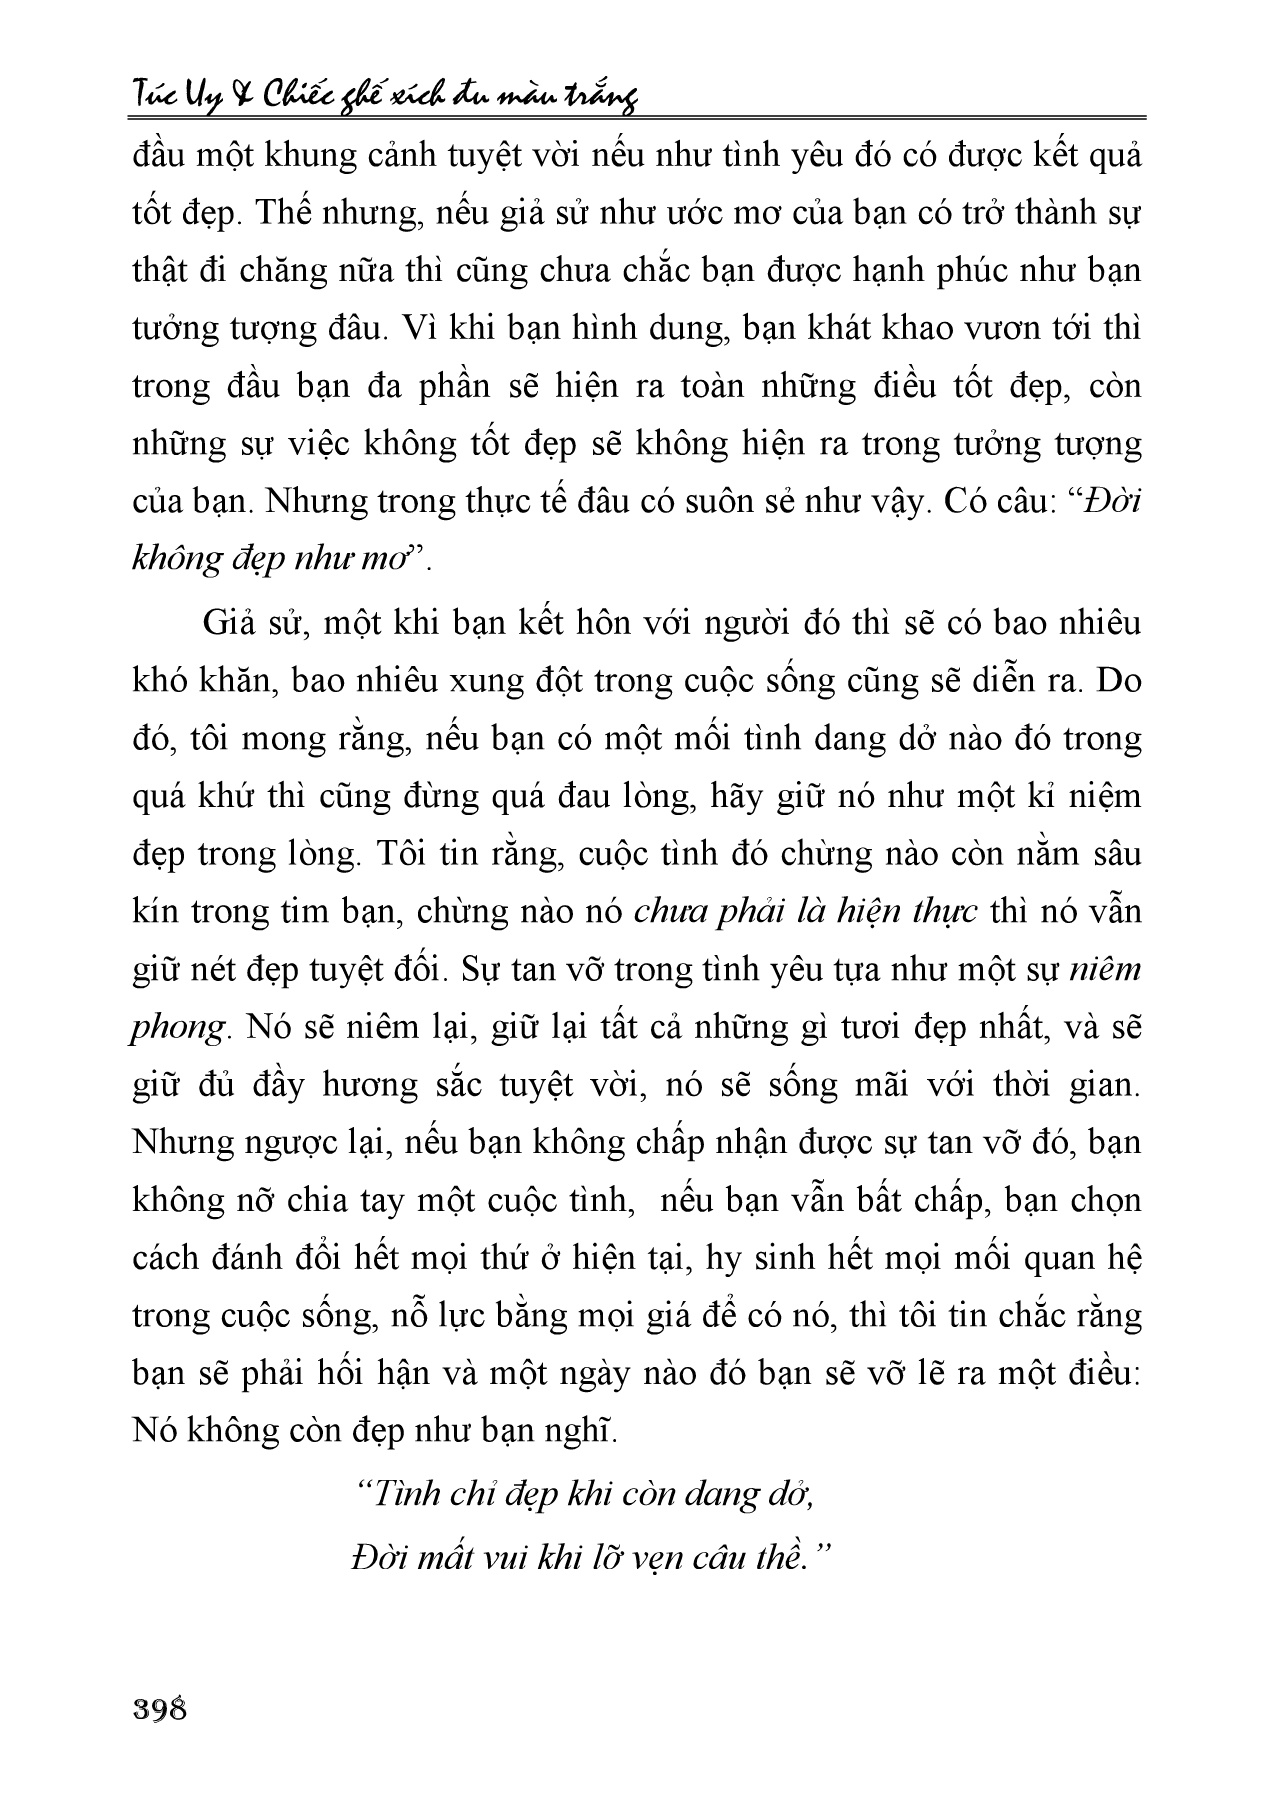 Túc Uy & Chiếc ghế xích đu màu trắng
đầu một khung cảnh tuyệt vời nếu như tình yêu đó có được kết quả
tốt đẹp. Thế nhưng, nếu giả sử như ước mơ của bạn có trở thành sự
thật đi chăng nữa thì cũng chưa chắc bạn được hạnh phúc như bạn
tưởng tượng đâu. Vì khi bạn hình dung, bạn khát khao vươn tới thì
trong đầu bạn đa phần sẽ hiện ra toàn những điều tốt đẹp, còn
những sự việc không tốt đẹp sẽ không hiện ra trong tưởng tượng
của bạn. Nhưng trong thực tế đâu có suôn sẻ như vậy. Có câu: “Đời
không đẹp như mơ”.
Giả sử, một khi bạn kết hôn với người đó thì sẽ có bao nhiêu
khó khăn, bao nhiêu xung đột trong cuộc sống cũng sẽ diễn ra. Do
đó, tôi mong rằng, nếu bạn có một mối tình dang dở nào đó trong
quá khứ thì cũng đừng quá đau lòng, hãy giữ nó như một kỉ niệm
đẹp trong lòng. Tôi tin rằng, cuộc tình đó chừng nào còn nằm sâu
kín trong tim bạn, chừng nào nó chưa phải là hiện thực thì nó vẫn
giữ nét đẹp tuyệt đối. Sự tan vỡ trong tình yêu tựa như một sự niêm
phong. Nó sẽ niêm lại, giữ lại tất cả những gì tươi đẹp nhất, và sẽ
giữ đủ đầy hương sắc tuyệt vời, nó sẽ sống mãi với thời gian.
Nhưng ngược lại, nếu bạn không chấp nhận được sự tan vỡ đó, bạn
không nỡ chia tay một cuộc tình,  nếu bạn vẫn bất chấp, bạn chọn
cách đánh đổi hết mọi thứ ở hiện tại, hy sinh hết mọi mối quan hệ
trong cuộc sống, nỗ lực bằng mọi giá để có nó, thì tôi tin chắc rằng
bạn sẽ phải hối hận và một ngày nào đó bạn sẽ vỡ lẽ ra một điều:
Nó không còn đẹp như bạn nghĩ.
“Tình chỉ đẹp khi còn dang dở,
Đời mất vui khi lỡ vẹn câu thề.”
398